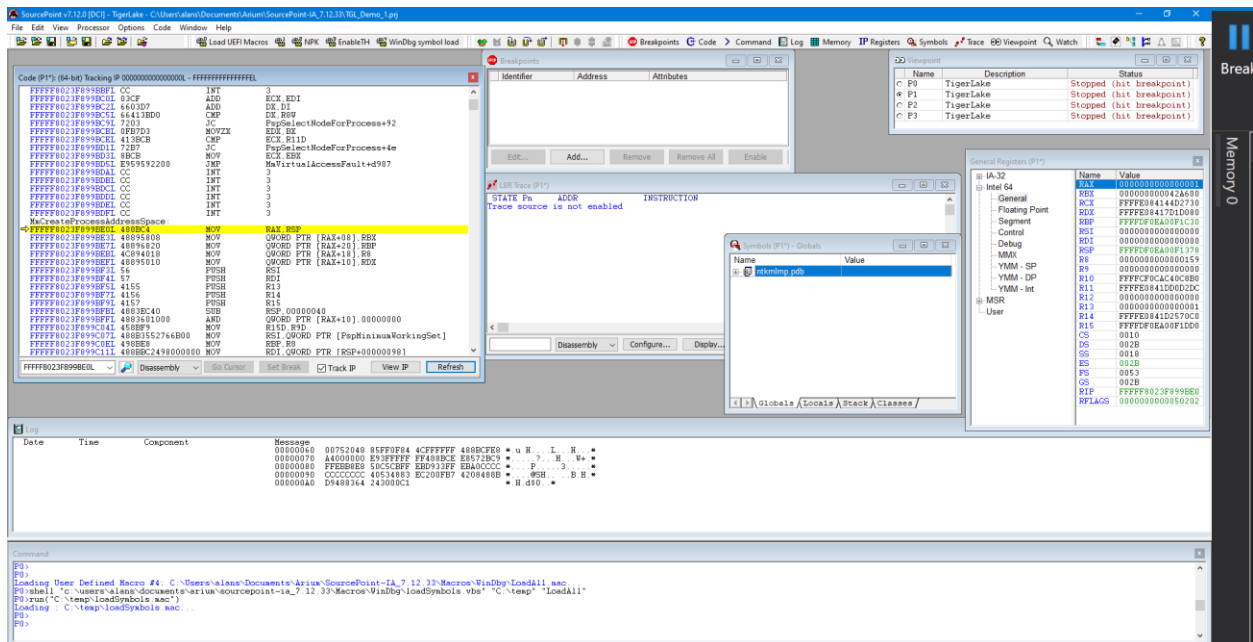 SourcePoint v7.12.0 [DCI] - TigerLake - C:\Users\alans\Documents\Arium\SourcePoint-IA_7.12.33\TGL_Demo_1.prj
File Edit View Processor Options Code Window Help
Load UEFI Macros NPK EnableTH WinDbg symbol load Breakpoints Code Command Log Memory IP Registers Symbols Trace Viewpoint Watch
Break
Memory 0
Code (P1*): (64-bit) Tracking IP 0000000000000000L - FFFFFFFFFFFFFFFEL
FFFFF8023F899BBFL CC INT 3
FFFFF8023F899BC0L 03CF ADD ECX,EDI
FFFFF8023F899BC2L 6603D7 ADD DX,DI
FFFFF8023F899BC5L 66413BD0 CMP DX,R8W
FFFFF8023F899BC9L 7203 JC PspSelectNodeForProcess+92
FFFFF8023F899BCBL 0FB7D3 MOVZX EDX,BX
FFFFF8023F899BCEL 413BCB CMP ECX,R11D
FFFFF8023F899BD1L 72B7 JC PspSelectNodeForProcess+4e
FFFFF8023F899BD3L 8BCB MOV ECX,EBX
FFFFF8023F899BD5L E959592200 JMP MmVirtualAccessFault+d987
FFFFF8023F899BDAL CC INT 3
FFFFF8023F899BDBL CC INT 3
FFFFF8023F899BDCL CC INT 3
FFFFF8023F899BDDL CC INT 3
FFFFF8023F899BDEL CC INT 3
FFFFF8023F899BDFL CC INT 3
MmCreateProcessAddressSpace:
FFFFF8023F899BE0L 488BC4 MOV RAX,RSP
FFFFF8023F899BE3L 48895808 MOV QWORD PTR [RAX+08],RBX
FFFFF8023F899BE7L 48896820 MOV QWORD PTR [RAX+20],RBP
FFFFF8023F899BEBL 4C894018 MOV QWORD PTR [RAX+18],R8
FFFFF8023F899BEFL 48895010 MOV QWORD PTR [RAX+10],RDX
FFFFF8023F899BF3L 56 PUSH RSI
FFFFF8023F899BF4L 57 PUSH RDI
FFFFF8023F899BF5L 4155 PUSH R13
FFFFF8023F899BF7L 4156 PUSH R14
FFFFF8023F899BF9L 4157 PUSH R15
FFFFF8023F899BFBL 4883EC40 SUB RSP,00000040
FFFFF8023F899BFFL 4883601000 AND QWORD PTR [RAX+10],00000000
FFFFF8023F899C04L 458BF9 MOV R15D,R9D
FFFFF8023F899C07L 488B3552766B00 MOV RSI,QWORD PTR [PspMinimumWorkingSet]
FFFFF8023F899C0EL 498BE8 MOV RBP,R8
FFFFF8023F899C11L 488BBC2498000000 MOV RDI,QWORD PTR [RSP+00000098]
FFFFF8023F899BE0L Disassembly Go Cursor Set Break Track IP View IP Refresh
Breakpoints
Identifier Address Attributes
Edit... Add... Remove Remove All Enable
LBR Trace (P1*)
STATE Pn ADDR INSTRUCTION
Trace source is not enabled
Disassembly Configure... Display...
Viewpoint
Name Description Status
P0 TigerLake Stopped (hit breakpoint)
P1 TigerLake Stopped (hit breakpoint)
P2 TigerLake Stopped (hit breakpoint)
P3 TigerLake Stopped (hit breakpoint)
Symbols (P1*) - Globals
Name Value
ntkrnlmp.pdb
Globals Locals Stack Classes
General Registers (P1*)
IA-32
Intel 64
General
Floating Point
Segment
Control
Debug
MMX
YMM - SP
YMM - DP
YMM - Int
MSR
User
Name Value
RAX 0000000000000001
RBX 000000000042A600
RCX FFFFE084144D2730
RDX FFFFE08417D1D080
RBP FFFFDF0EA00F1C30
RSI 0000000000000000
RDI 0000000000000000
RSP FFFFDF0EA00F1378
R8 0000000000000159
R9 0000000000000000
R10 FFFFCF0CAC40C8B0
R11 FFFFE0841DD0D2DC
R12 0000000000000000
R13 0000000000000001
R14 FFFFE0841D2570C0
R15 FFFFDF0EA00F1DD0
CS 0010
DS 002B
SS 0018
ES 002B
FS 0053
GS 002B
RIP FFFFF8023F899BE0
RFLAGS 0000000000050202
Log
Date Time Component Message
00000060 00752048 85FF0F84 4CFFFFFF 488BCFE8 *.u H....L...H...*
00000070 A4000000 E93FFFFF FF488BCE E8572BC9 *.....?...H...W+.*
00000080 FFEBB8E8 50C5CBFF EBD933FF EBA0CCCC *....P.....3.....*
00000090 CCCCCCCC 40534883 EC200FB7 4208488B *....@SH.. ..B.H.*
000000A0 D9488364 243000C1 *.H.d$0..*
Command
P0>
P0>
Loading User Defined Macro #4: C:\Users\alans\Documents\Arium\SourcePoint-IA_7.12.33\Macros\WinDbg\LoadAll.mac...
P0>shell "c:\users\alans\documents\arium\sourcepoint-ia_7.12.33\Macros\WinDbg\loadSymbols.vbs" "C:\temp" "LoadAll"
P0>run("C:\temp\loadSymbols.mac")
Loading : C:\temp\loadSymbols.mac...
P0>
P0>